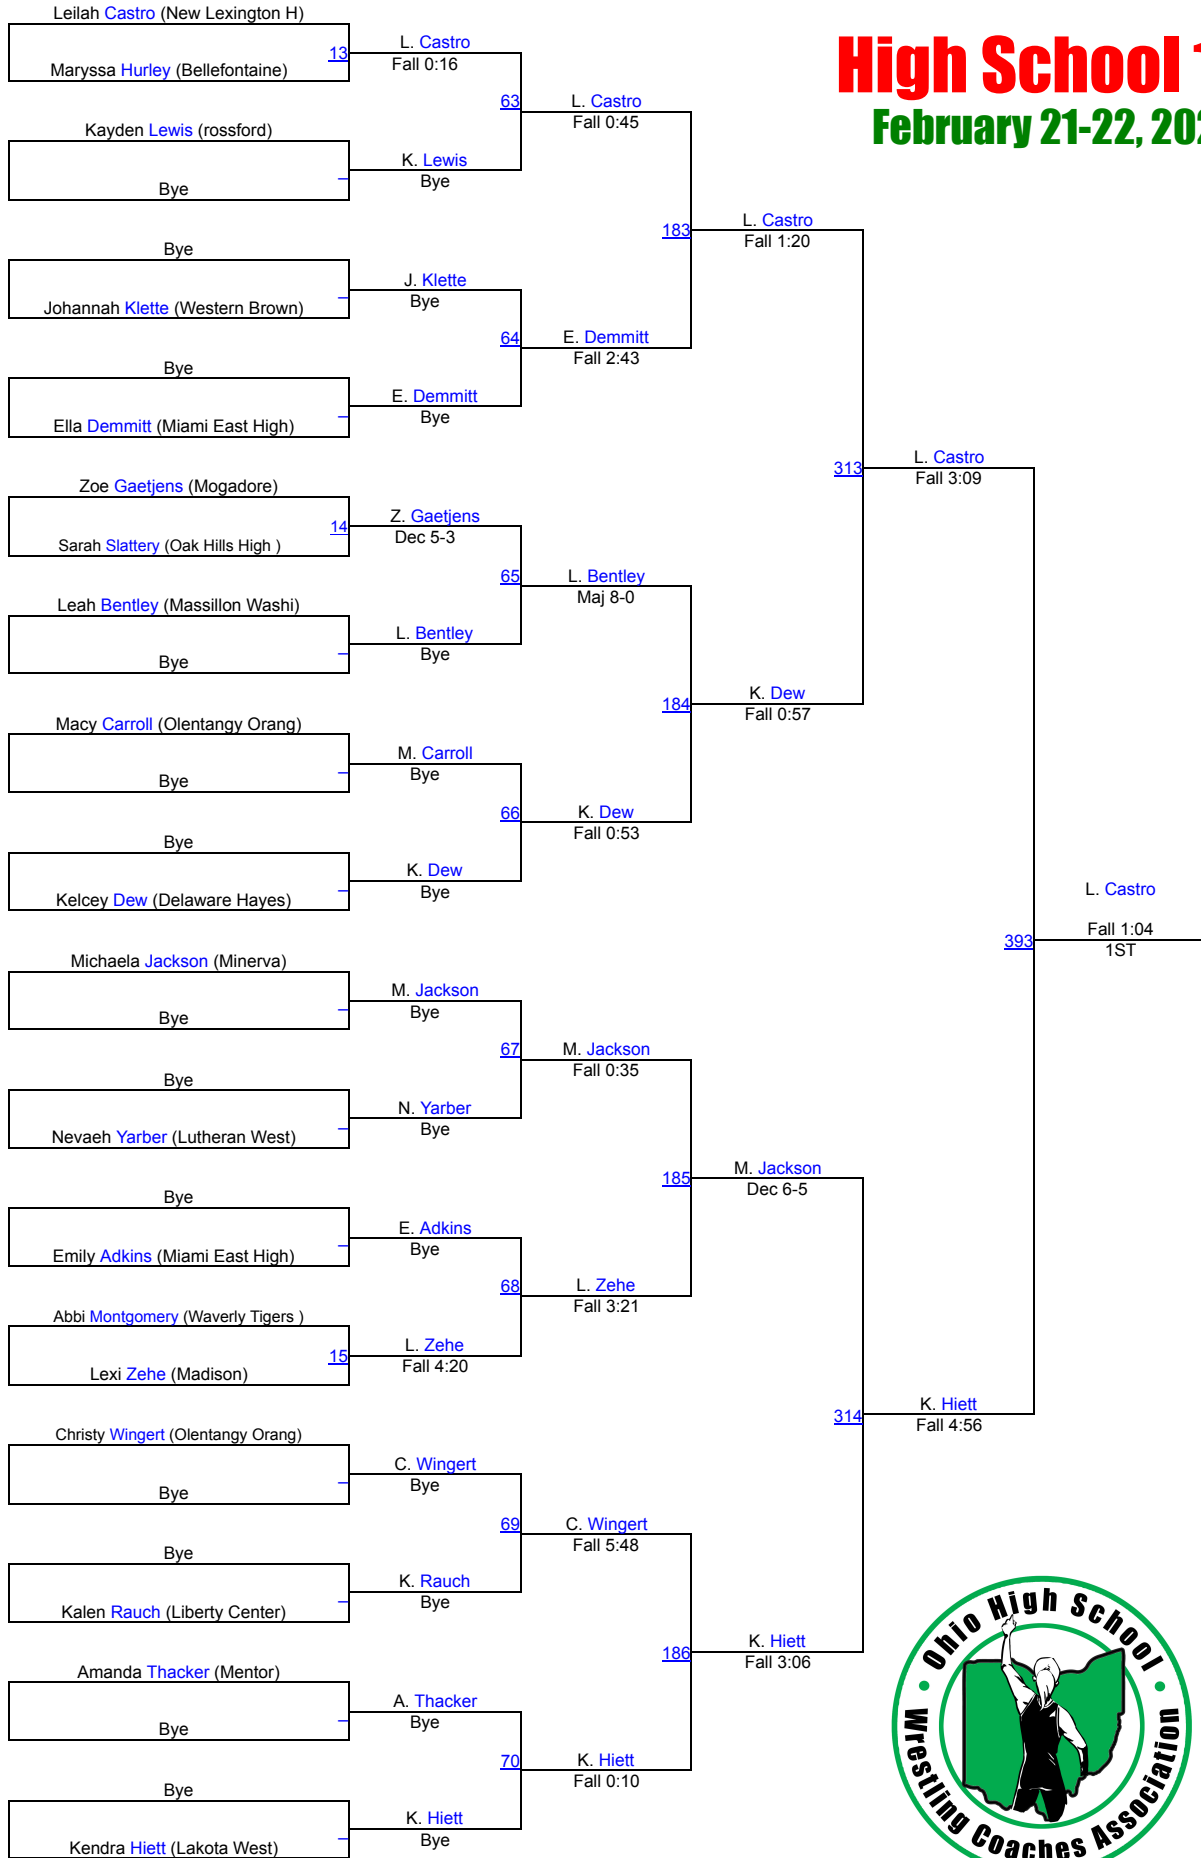 High School 1
February 21-22, 202
Leilah Castro (New Lexington H)
13
Maryssa Hurley (Bellefontaine)
L. Castro
Fall 0:16
63
Kayden Lewis (rossford)
Bye
K. Lewis
Bye
L. Castro
Fall 0:45
183
Bye
Johannah Klette (Western Brown)
J. Klette
Bye
64
Bye
Ella Demmitt (Miami East High)
E. Demmitt
Bye
E. Demmitt
Fall 2:43
L. Castro
Fall 1:20
313
Zoe Gaetjens (Mogadore)
14
Sarah Slattery (Oak Hills High )
Z. Gaetjens
Dec 5-3
65
Leah Bentley (Massillon Washi)
Bye
L. Bentley
Bye
L. Bentley
Maj 8-0
184
Macy Carroll (Olentangy Orang)
Bye
M. Carroll
Bye
66
Bye
Kelcey Dew (Delaware Hayes)
K. Dew
Bye
K. Dew
Fall 0:53
K. Dew
Fall 0:57
L. Castro
Fall 3:09
393
L. Castro
Fall 1:04
1ST
Michaela Jackson (Minerva)
Bye
M. Jackson
Bye
67
Bye
Nevaeh Yarber (Lutheran West)
N. Yarber
Bye
M. Jackson
Fall 0:35
185
Bye
Emily Adkins (Miami East High)
E. Adkins
Bye
68
Abbi Montgomery (Waverly Tigers )
15
Lexi Zehe (Madison)
L. Zehe
Fall 4:20
L. Zehe
Fall 3:21
M. Jackson
Dec 6-5
314
Christy Wingert (Olentangy Orang)
Bye
C. Wingert
Bye
69
Bye
Kalen Rauch (Liberty Center)
K. Rauch
Bye
C. Wingert
Fall 5:48
186
Amanda Thacker (Mentor)
Bye
A. Thacker
Bye
70
Bye
Kendra Hiett (Lakota West)
K. Hiett
Bye
K. Hiett
Fall 0:10
K. Hiett
Fall 3:06
K. Hiett
Fall 4:56
Ohio High School
Wrestling Coaches Association